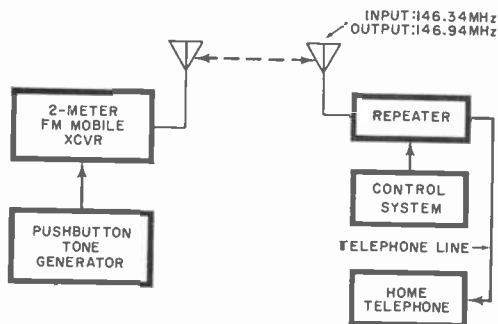 INPUT:146.34MHz
OUTPUT:146.94MHz
2-METER
FM MOBILE
XCVR
REPEATER
PUSHBUTTON
TONE
GENERATOR
CONTROL
SYSTEM
TELEPHONE LINE
HOME
TELEPHONE